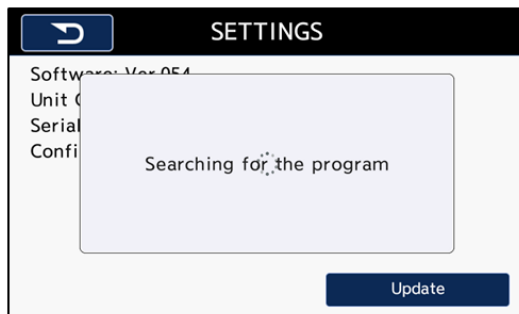 SETTINGS
Software: Ver 054
Unit
Serial
Confi
Searching for the program
Update